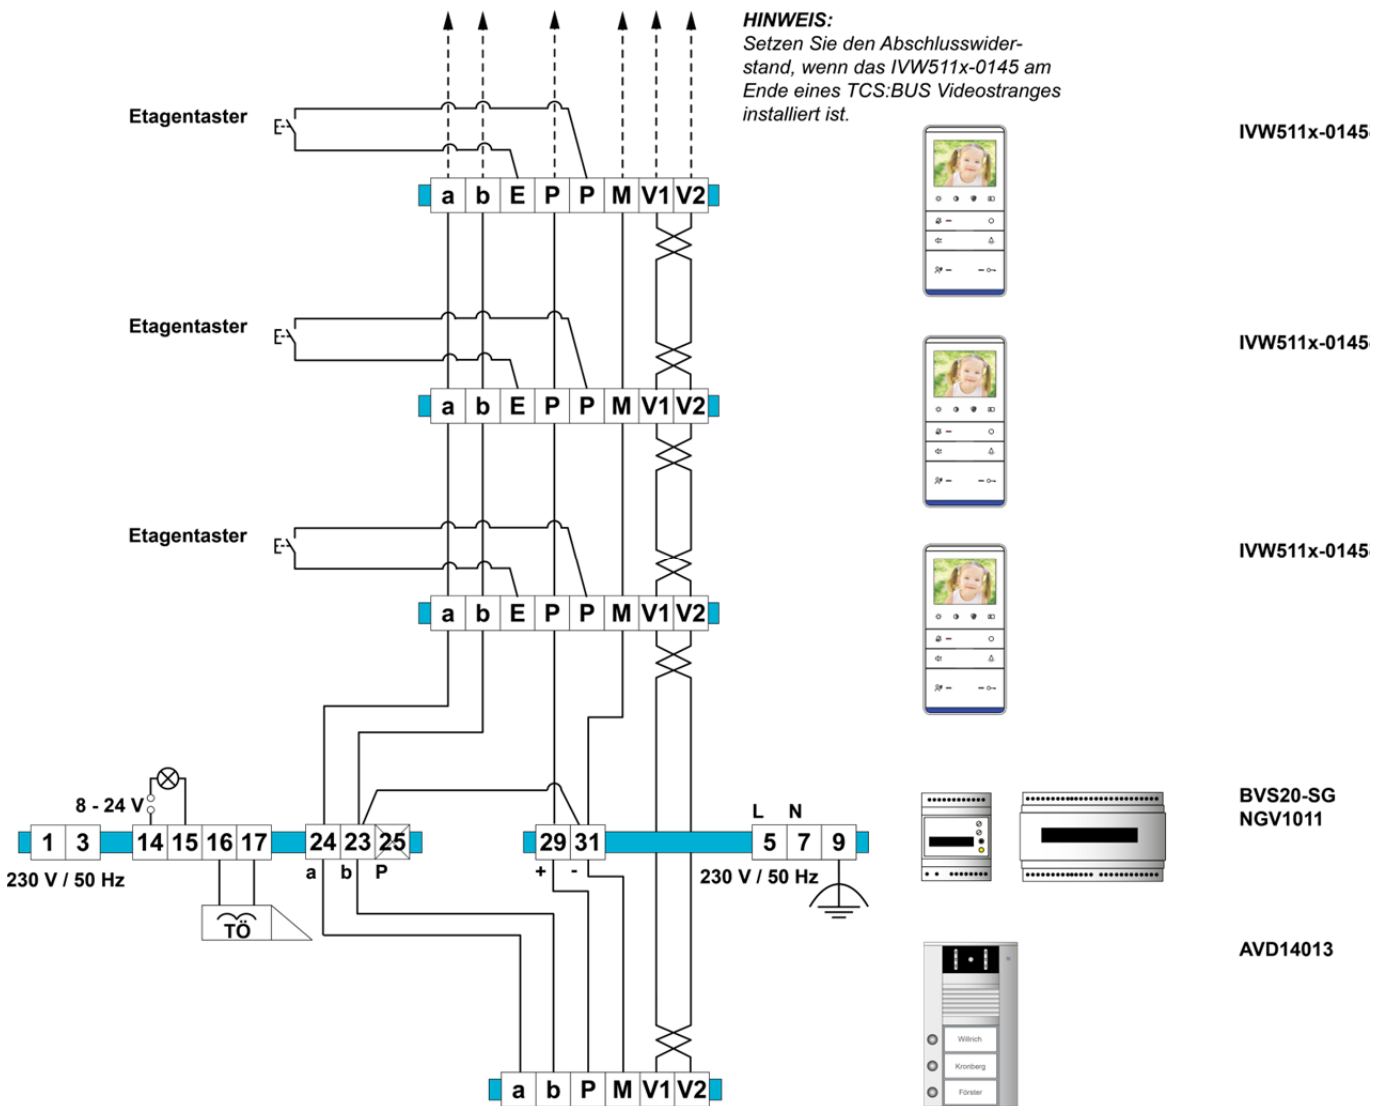 HINWEIS:
Setzen Sie den Abschlusswider-
stand, wenn das IVW511x-0145 am
Ende eines TCS:BUS Videostranges
installiert ist.
Etagentaster
IVW511x-0145
a b E P P M V1 V2
Etagentaster
IVW511x-0145
a b E P P M V1 V2
Etagentaster
IVW511x-0145
a b E P P M V1 V2
8 - 24 V
L N
BVS20-SG
NGV1011
1 3 14 15 16 17 24 23 25 29 31 5 7 9
a b P + -
230 V / 50 Hz
230 V / 50 Hz
TÖ
AVD14013
Willrich
Kronberg
Förster
a b P M V1 V2